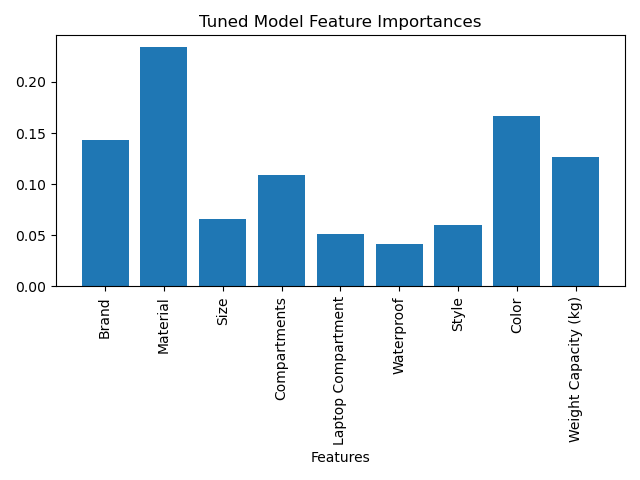 Tuned Model Feature Importances
0.20
0.15
0.10
0.05
0.00
Brand
Material
Size
Compartments
Laptop Compartment
Waterproof
Style
Color
Weight Capacity (kg)
Features